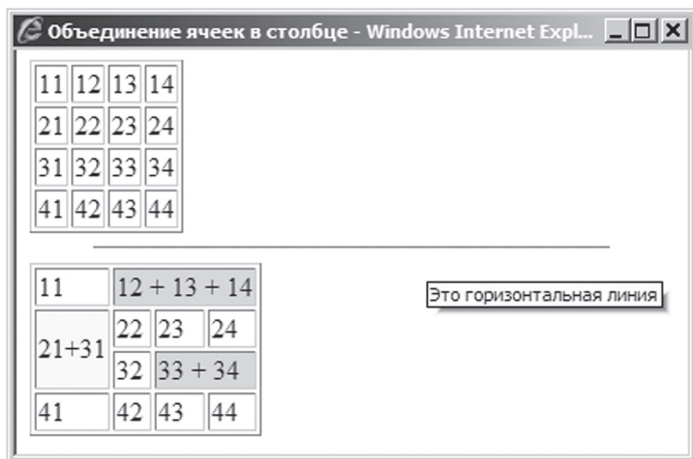 Объединение ячеек в столбце - Windows Internet Expl...
11 12 13 14
21 22 23 24
31 32 33 34
41 42 43 44
11 12 + 13 + 14
Это горизонтальная линия
21+31 22 23 24
32 33 + 34
41 42 43 44